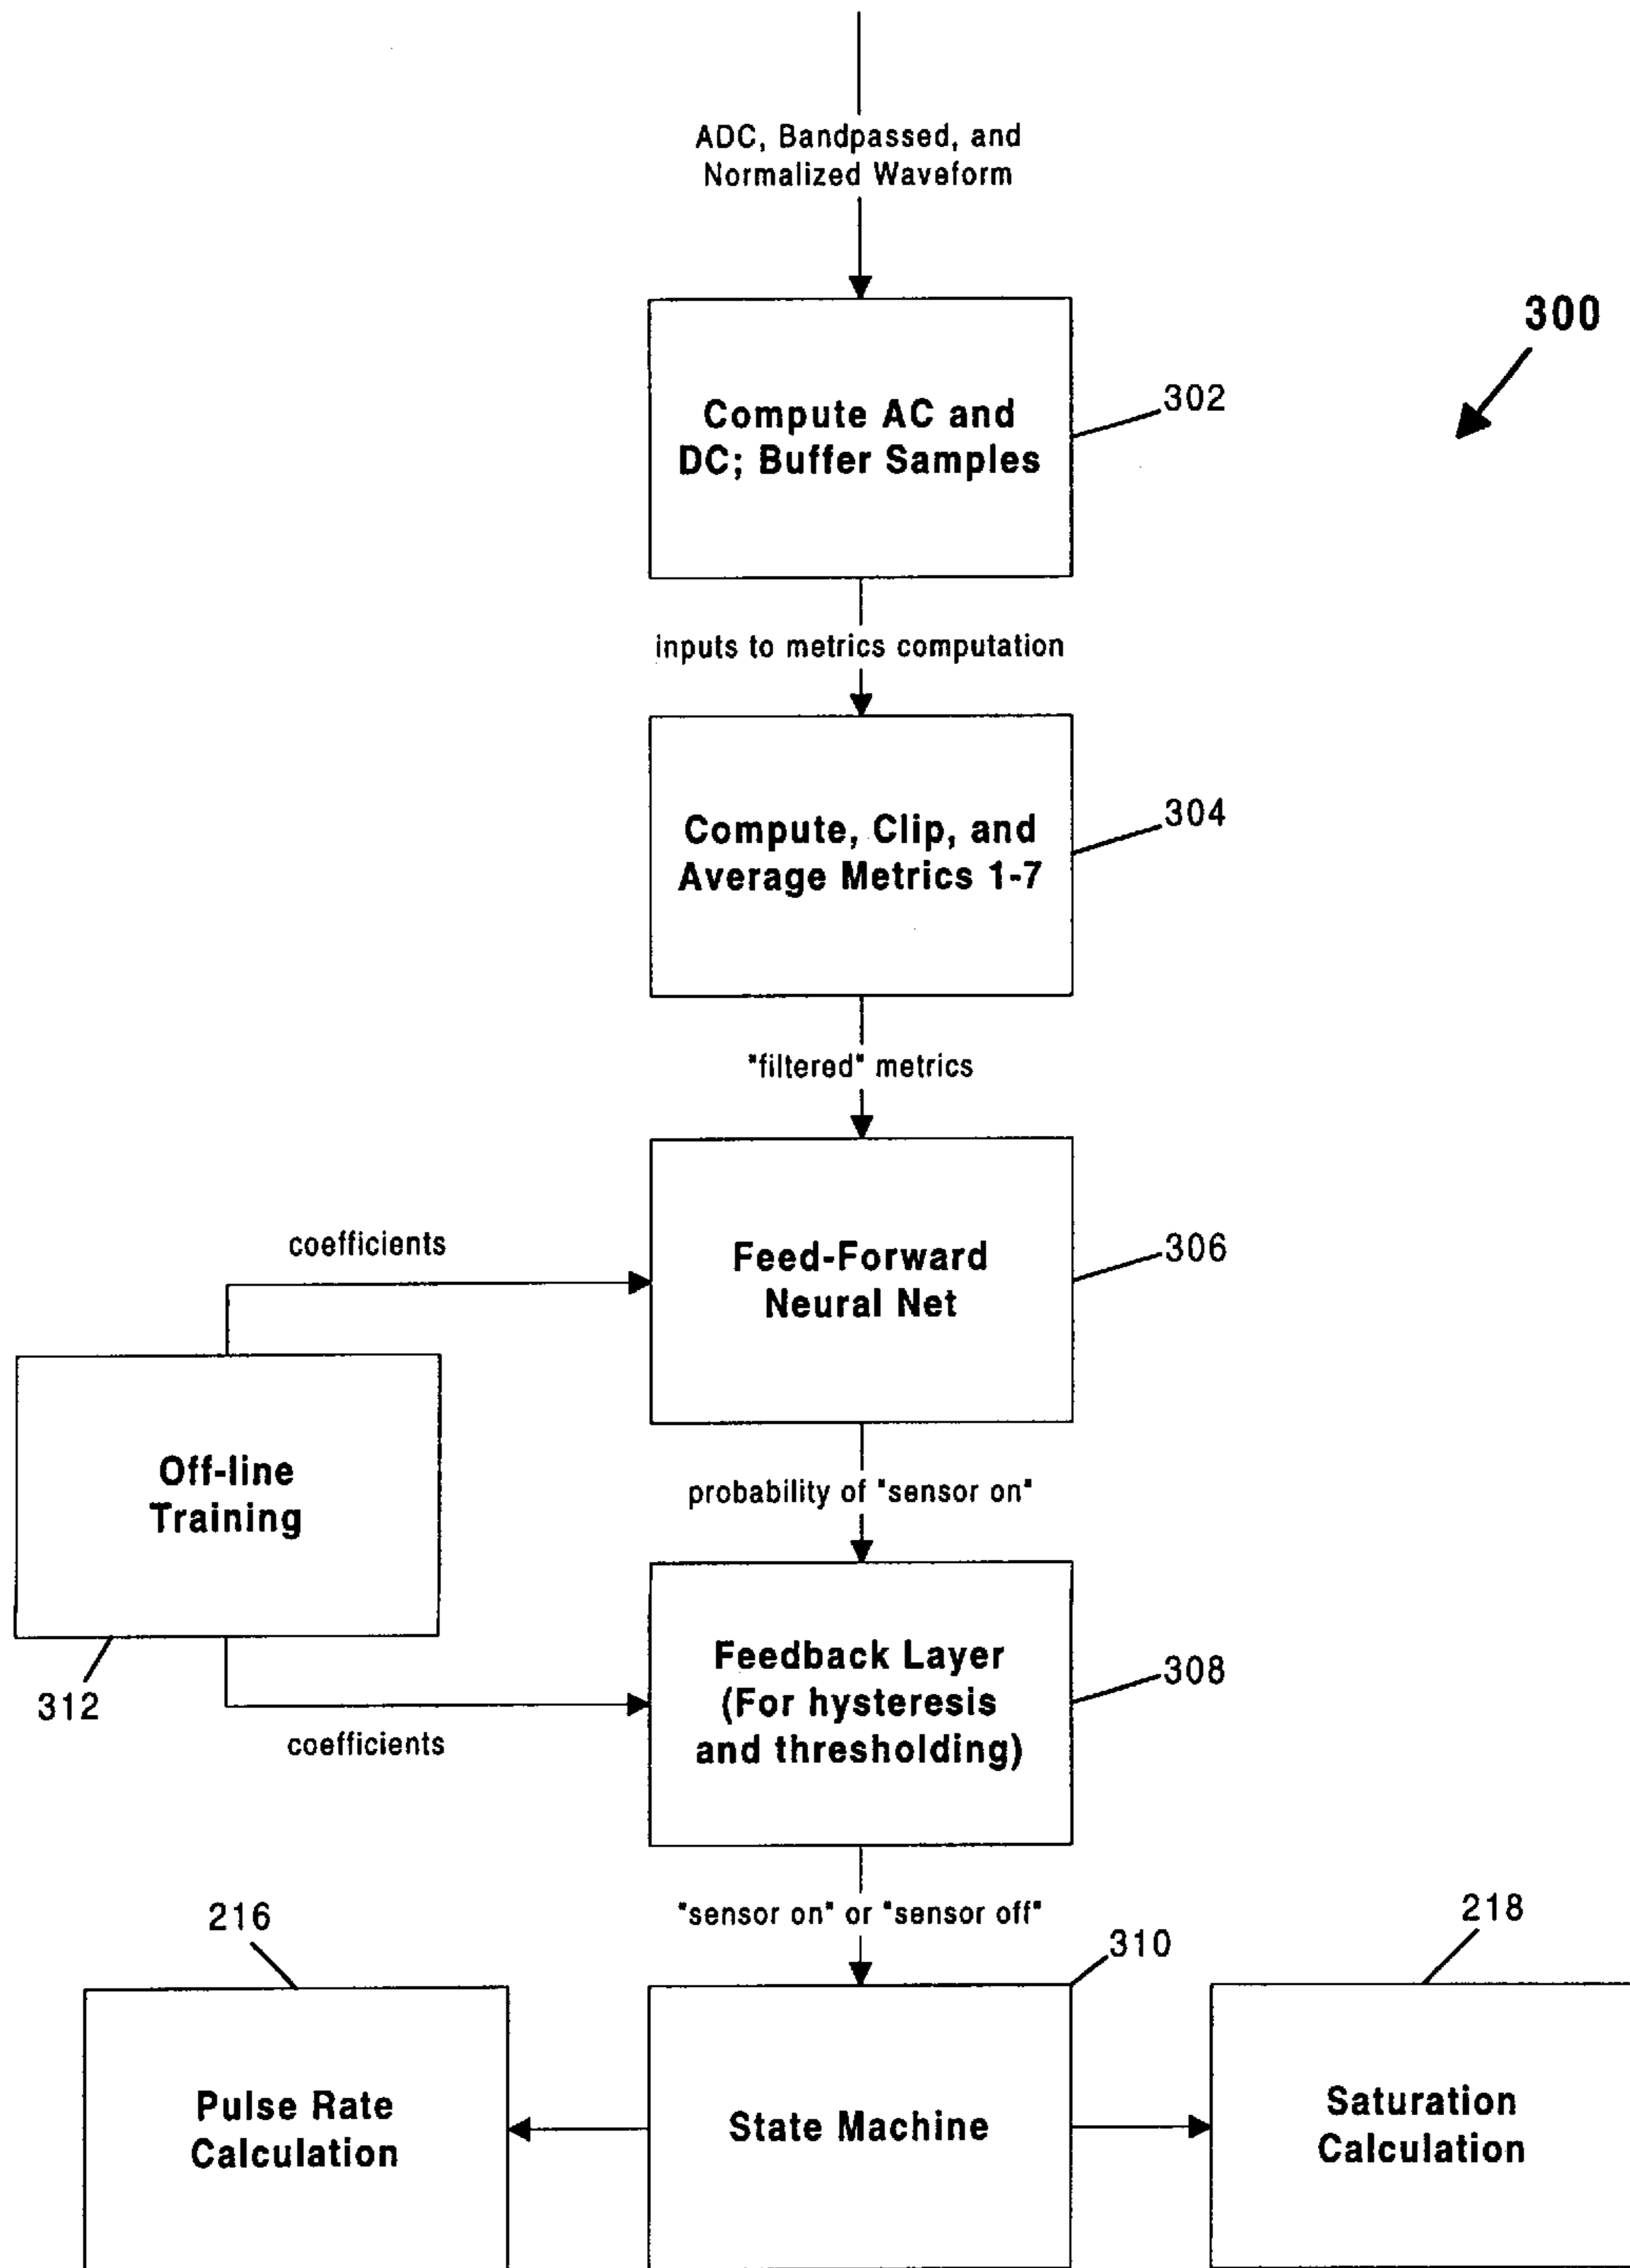 ADC, Bandpassed, and
Normalized Waveform
300
Compute AC and
DC; Buffer Samples
302
inputs to metrics computation
Compute, Clip, and
Average Metrics 1-7
304
"filtered" metrics
coefficients
Feed-Forward
Neural Net
306
Off-line
Training
probability of "sensor on"
312
coefficients
Feedback Layer
(For hysteresis
and thresholding)
308
"sensor on" or "sensor off"
216
310
218
Pulse Rate
Calculation
State Machine
Saturation
Calculation